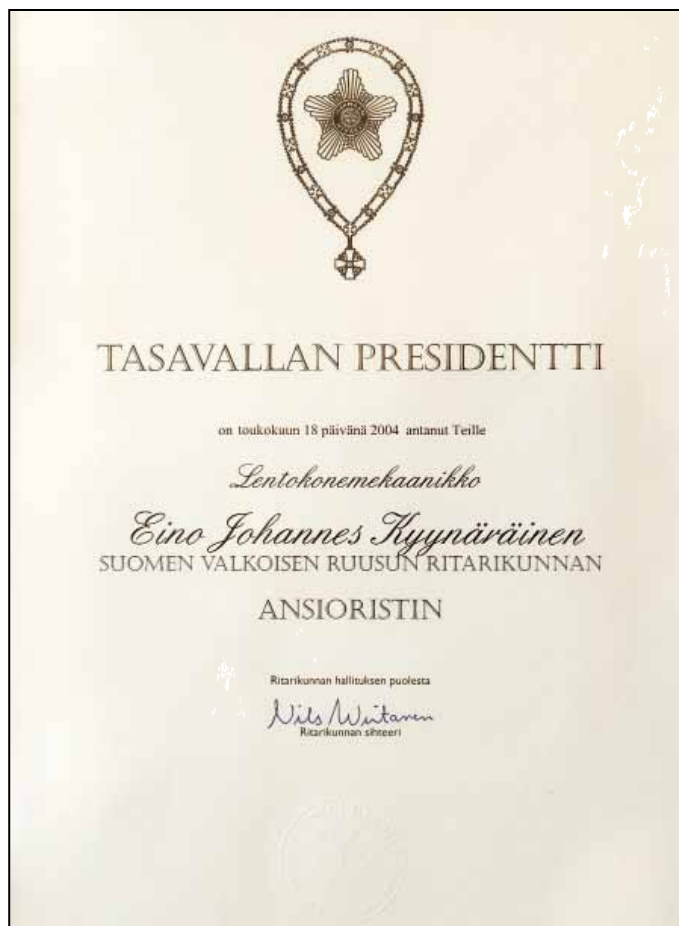 TASAVALLAN PRESIDENTTI
on toukokuun 18 päivänä 2004 antanut Teille
Lentokonemekaanikko
Eino Johannes Kyynäräinen
SUOMEN VALKOISEN RUUSUN RITARIKUNNAN
ANSIORISTIN
Ritarikunnan hallituksen puolesta
Nils Wirtanen
Ritarikunnan sihteeri